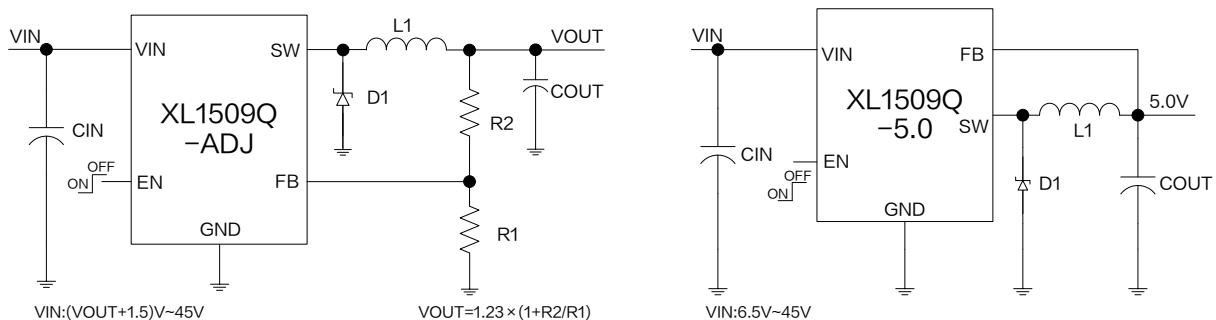 VIN
VIN
SW
L1
VOUT
XL1509Q
−ADJ
CIN
D1
COUT
R2
OFF
ON
EN
FB
R1
GND
VIN:(VOUT+1.5)V~45V
VOUT=1.23×(1+R2/R1)
VIN
VIN
FB
XL1509Q
−5.0
5.0V
SW
L1
CIN
EN
OFF
ON
D1
COUT
GND
VIN:6.5V~45V